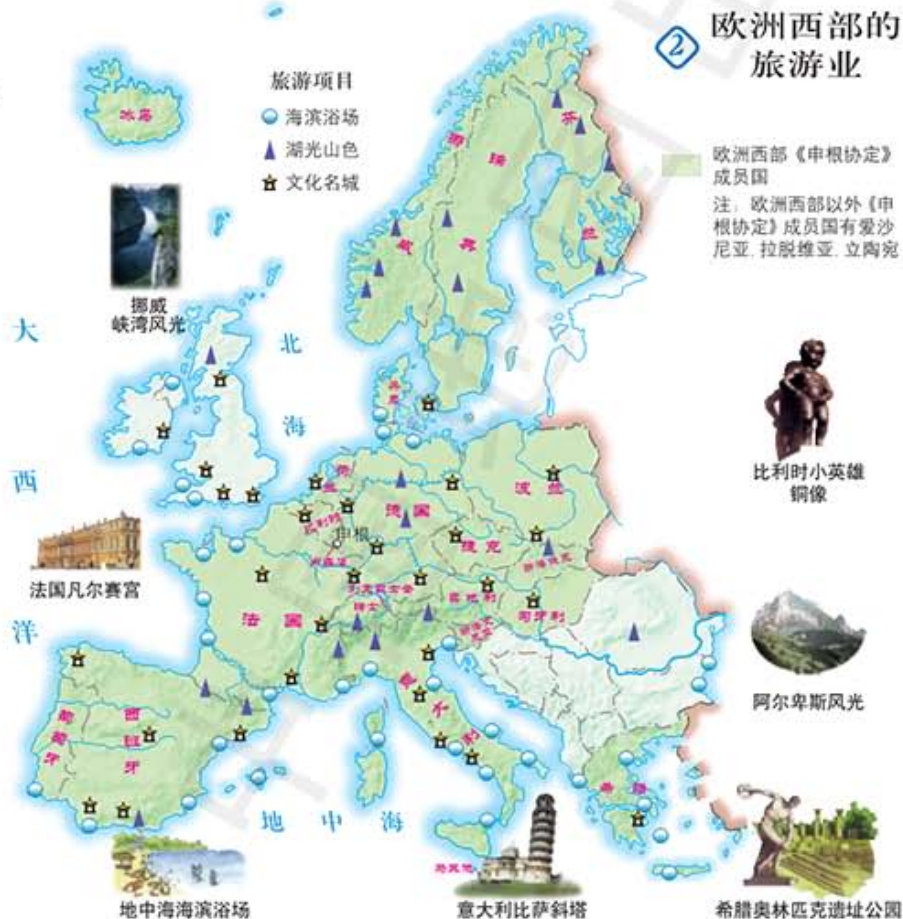 ② 欧洲西部的
旅游业
旅游项目
海滨浴场
湖光山色
文化名城
欧洲西部《申根协定》
成员国
注：欧洲西部以外《申
根协定》成员国有爱沙
尼亚、拉脱维亚、立陶宛
冰岛
挪威
峡湾风光
大
西
洋
北
海
地中海
挪
威
瑞
典
芬
兰
丹
麦
荷
兰
比利时
卢森堡
申根
德国
波兰
捷克
斯洛伐克
列支敦士登
瑞士
奥地利
匈牙利
斯洛文
尼亚
法国
葡
萄
牙
西
班
牙
意
大
利
希腊
马耳他
比利时小英雄
铜像
法国凡尔赛宫
阿尔卑斯风光
地中海海滨浴场
意大利比萨斜塔
希腊奥林匹克遗址公园